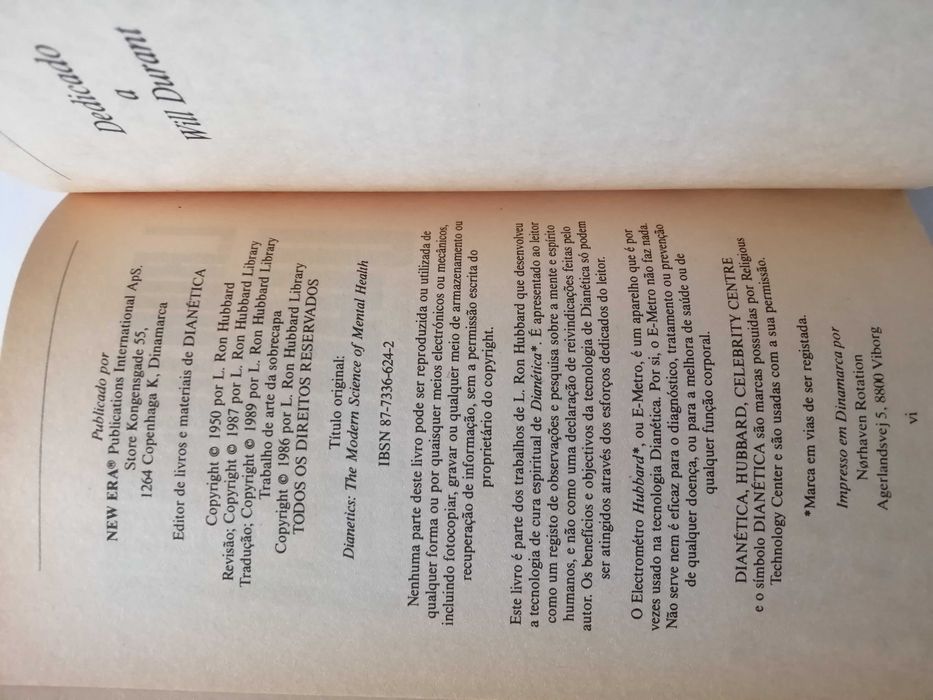 Publicado por
NEW ERA® Publications International ApS,
Store Kongensgade 55,
1264 Copenhaga K, Dinamarca
Editor de livros e materiais de DIANÉTICA
Copyright © 1950 por L. Ron Hubbard
Revisão; Copyright © 1987 por L. Ron Hubbard Library
Tradução; Copyright © 1989 por L. Ron Hubbard Library
Trabalho de arte da sobrecapa
Copyright © 1986 por L. Ron Hubbard Library
TODOS OS DIREITOS RESERVADOS
Título original:
Dianetics: The Modern Science of Mental Health
ISBN 87-7336-624-2
Nenhuma parte deste livro pode ser reproduzida ou utilizada de
qualquer forma ou por quaisquer meios electrónicos ou mecânicos,
incluindo fotocopiar, gravar ou qualquer meio de armazenamento ou
recuperação de informação, sem a permissão escrita do
proprietário do copyright.
Este livro é parte dos trabalhos de L. Ron Hubbard que desenvolveu
a tecnologia de cura espiritual de Dianética*. É apresentado ao leitor
como um registo de observações e pesquisa sobre a mente e espírito
humanos, e não como uma declaração de reivindicações feitas pelo
autor. Os benefícios e objectivos da tecnologia de Dianética só podem
ser atingidos através dos esforços dedicados do leitor.
O Electrométro Hubbard*, ou E-Metro, é um aparelho que é por
vezes usado na tecnologia Dianética. Por si, o E-Metro não faz nada.
Não serve nem é eficaz para o diagnóstico, tratamento ou prevenção
de qualquer doença, ou para a melhora de saúde ou de
qualquer função corporal.
DIANÉTICA, HUBBARD, CELEBRITY CENTRE
e o símbolo DIANÉTICA são marcas possuídas por Religious
Technology Center e são usadas com a sua permissão.
*Marca em vias de ser registada.
Impresso em Dinamarca por
Nørhaven Rotation
Agerlandsvej 5, 8800 Viborg
vi
Dedicado
a
Will Durant